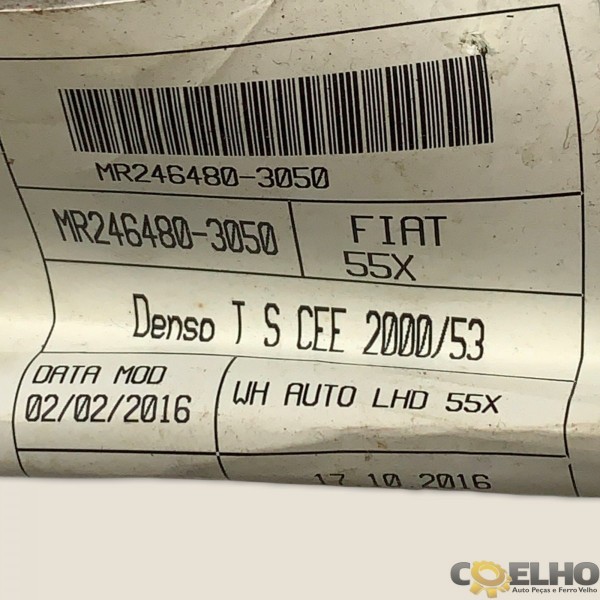 MR246480-3050
MR246480-3050
FIAT
55X
Denso T S CEE 2000/53
DATA MOD
02/02/2016
WH AUTO LHD 55X
17.10.2016
COELHO
Auto Peças e Ferro Velho